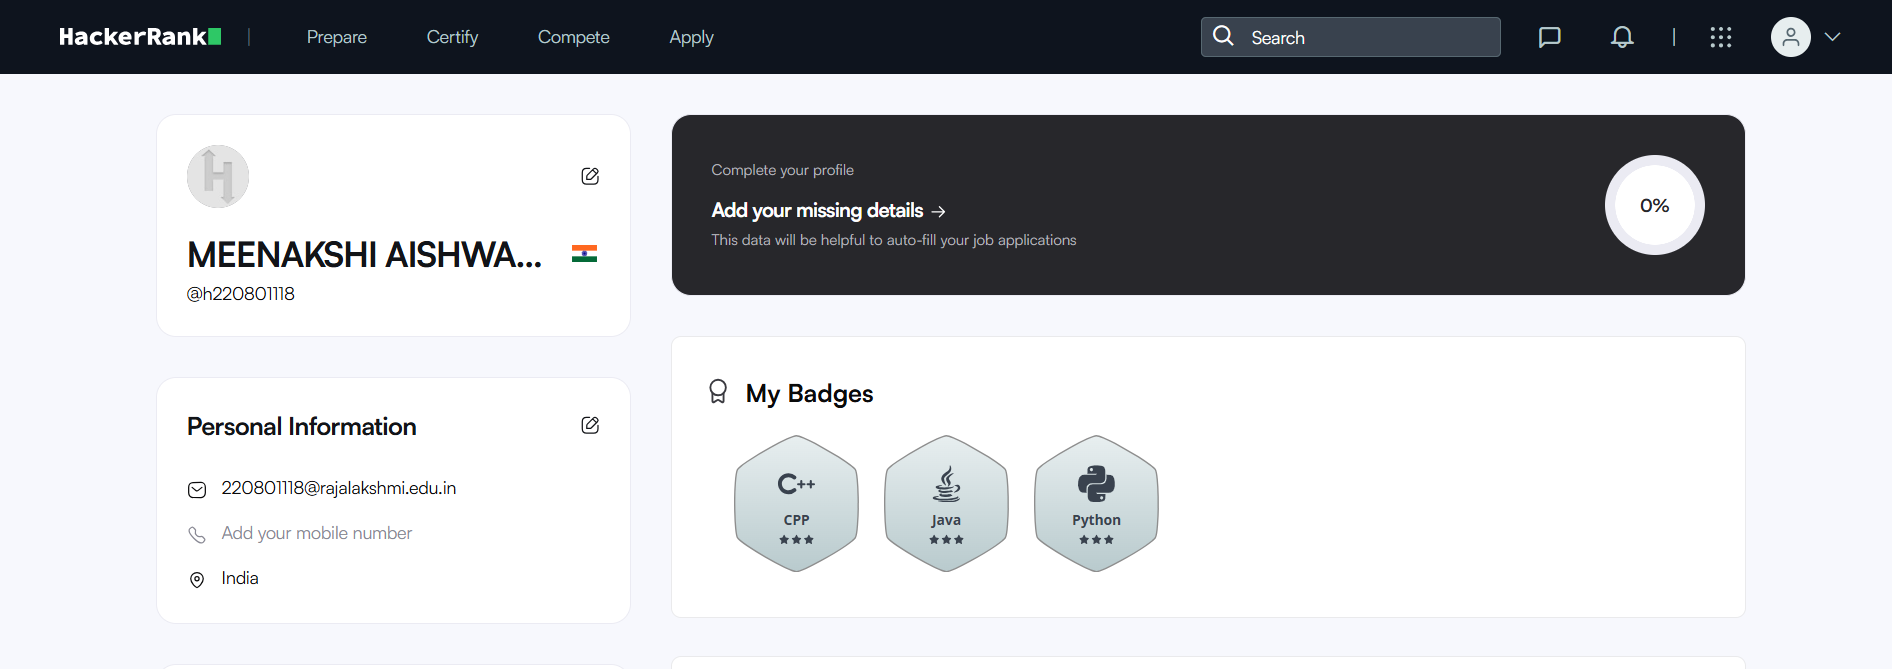 HackerRank
Prepare Certify Compete Apply
Search
MEENAKSHI AISHWA...
@h220801118
Personal Information
220801118@rajalakshmi.edu.in
Add your mobile number
India
Complete your profile
Add your missing details →
This data will be helpful to auto-fill your job applications
0%
My Badges
C++
CPP
Java
Python